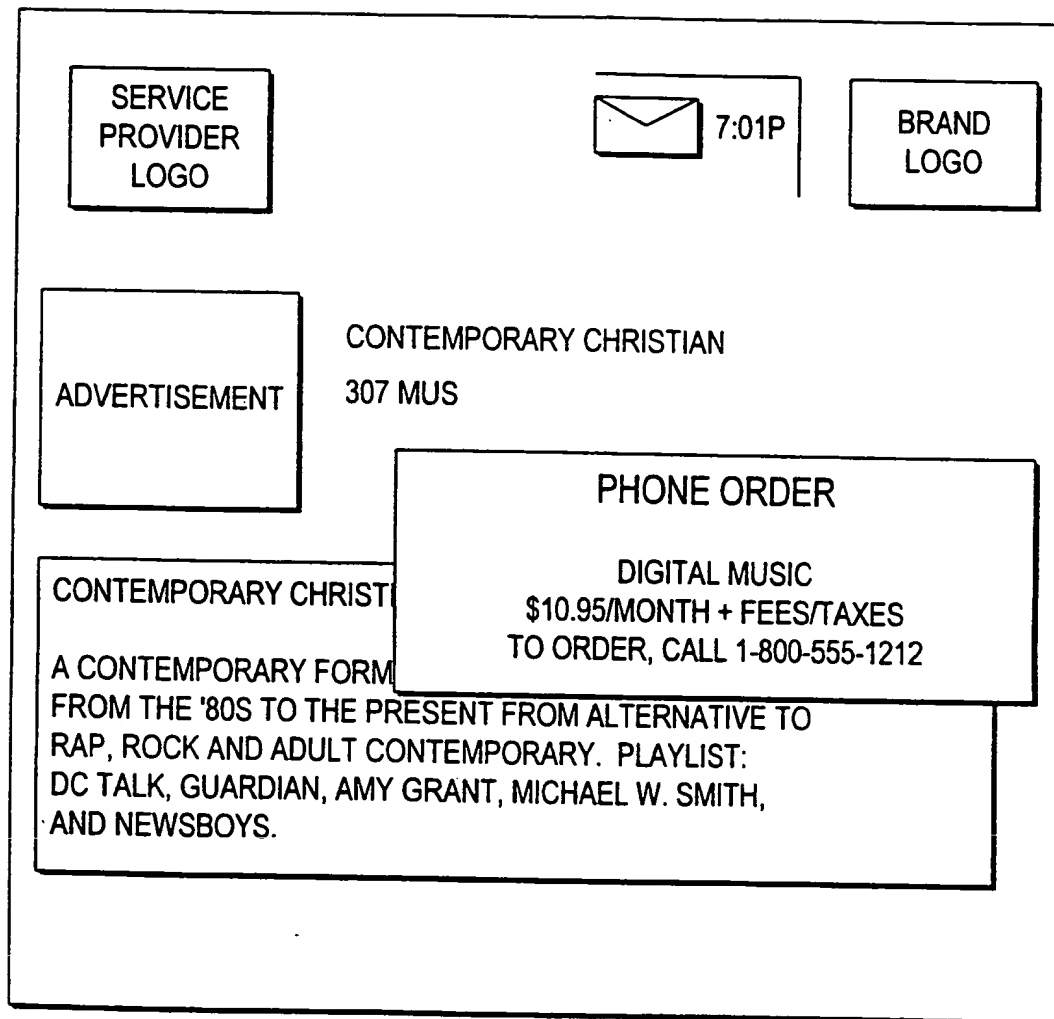 SERVICE
PROVIDER
LOGO
7:01P
BRAND
LOGO
ADVERTISEMENT
CONTEMPORARY CHRISTIAN
307 MUS
PHONE ORDER
DIGITAL MUSIC
$10.95/MONTH + FEES/TAXES
TO ORDER, CALL 1-800-555-1212
CONTEMPORARY CHRISTI
A CONTEMPORARY FORM
FROM THE '80S TO THE PRESENT FROM ALTERNATIVE TO
RAP, ROCK AND ADULT CONTEMPORARY. PLAYLIST:
DC TALK, GUARDIAN, AMY GRANT, MICHAEL W. SMITH,
AND NEWSBOYS.